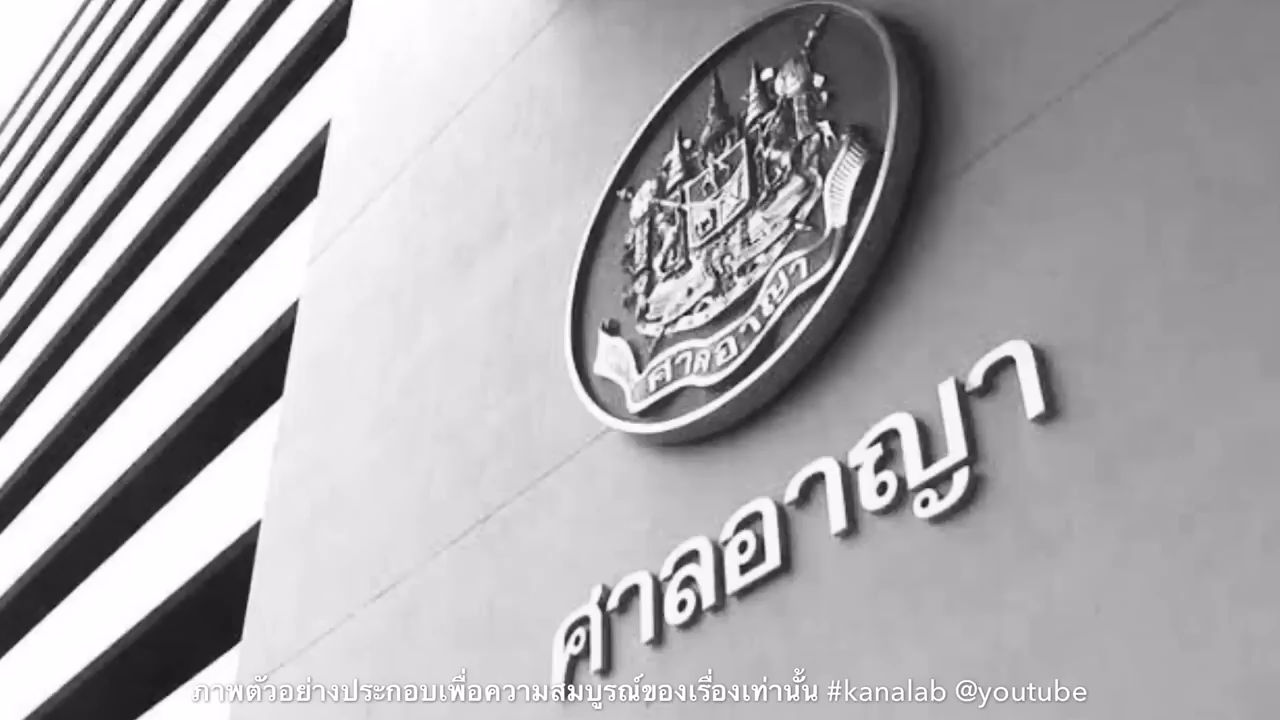 ศาลอาญา
ศาลอาญา
ภาพตัวอย่างประกอบเพื่อความสมบูรณ์ของเรื่องเท่านั้น #kanalab @youtube